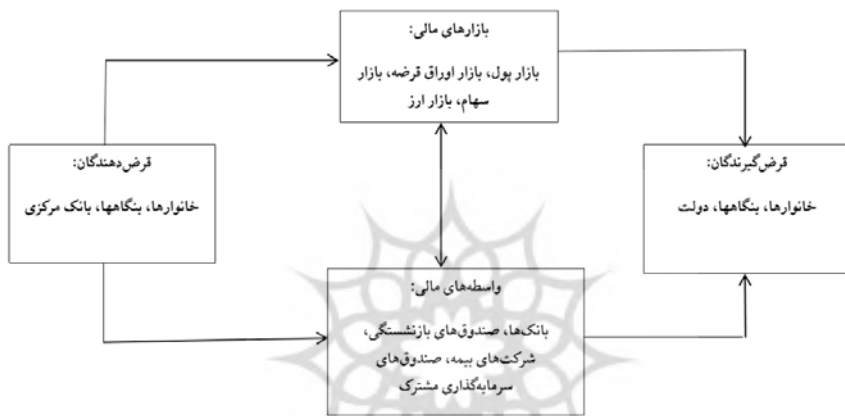 بازارهای مالی:
بازار پول، بازار اوراق قرضه، بازار
سهام، بازار ارز
قرض‌گیرندگان:
خانوارها، بنگاهها، دولت
قرض‌دهندگان:
خانوارها، بنگاهها، بانک مرکزی
واسطه‌های مالی:
بانک‌ها، صندوق‌های بازنشستگی،
شرکت‌های بیمه، صندوق‌های
سرمایه‌گذاری مشترک